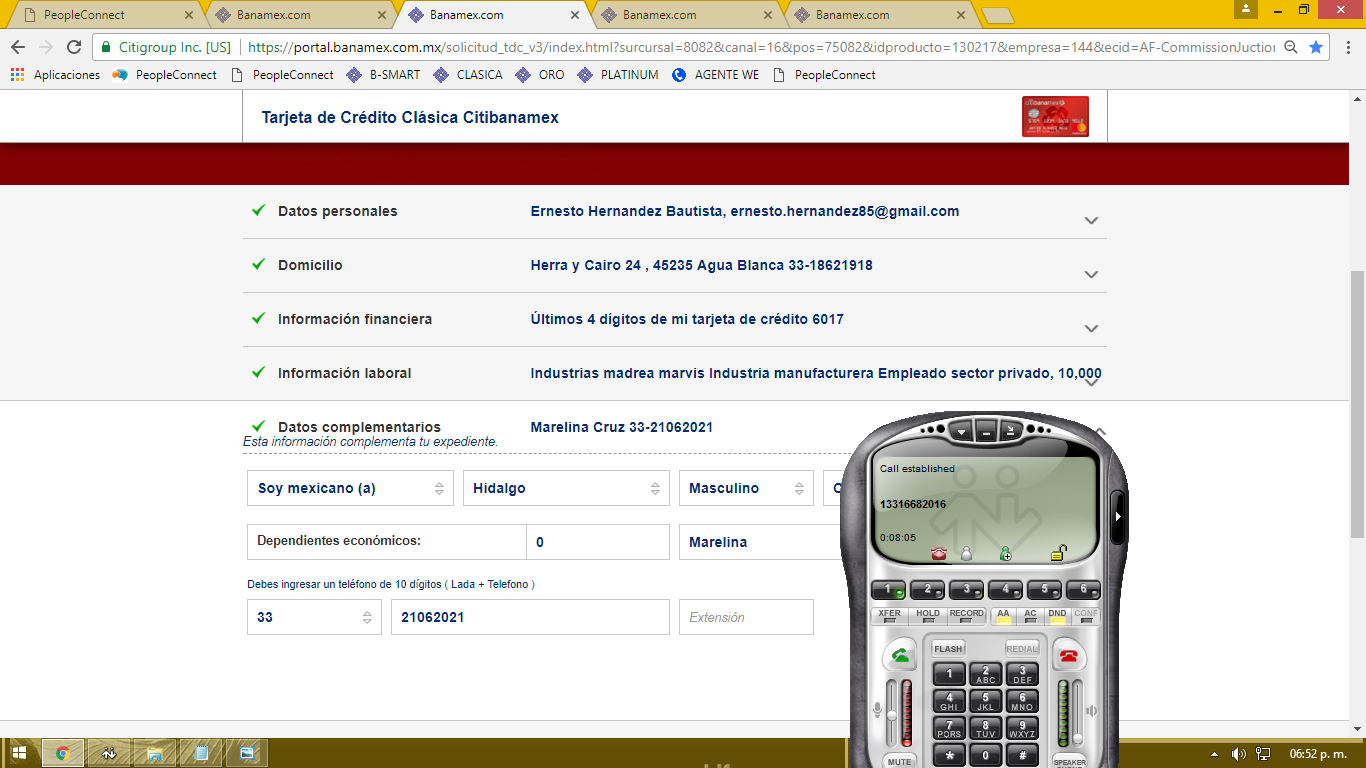 PeopleConnect
Banamex.com
Banamex.com
Banamex.com
Banamex.com
Citigroup Inc. [US]
https://portal.banamex.com.mx/solicitud_tdc_v3/index.html?surcursal=8082&canal=16&pos=75082&idproducto=130217&empresa=144&ecid=AF-CommissionJuctio
Aplicaciones PeopleConnect PeopleConnect B-SMART CLASICA ORO PLATINUM AGENTE WE PeopleConnect
Tarjeta de Crédito Clásica Citibanamex
citibanamex
Datos personales Ernesto Hernandez Bautista, ernesto.hernandez85@gmail.com
Domicilio Herra y Cairo 24 , 45235 Agua Blanca 33-18621918
Información financiera Últimos 4 dígitos de mi tarjeta de crédito 6017
Información laboral Industrias madrea marvis Industria manufacturera Empleado sector privado, 10,000
Datos complementarios Marelina Cruz 33-21062021
Esta información complementa tu expediente.
Soy mexicano (a) Hidalgo Masculino
Dependientes económicos: 0 Marelina
Debes ingresar un teléfono de 10 dígitos ( Lada + Telefono )
33 21062021 Extensión
Call established
13316682016
0:08:05
1 2 3 4 5 6
XFER HOLD RECORD AA AC DND CONF
FLASH REDIAL
1 2 ABC 3 DEF
4 GHI 5 JKL 6 MNO
7 PQRS 8 TUV 9 WXYZ
* 0 #
MUTE SPEAKER
06:52 p. m.